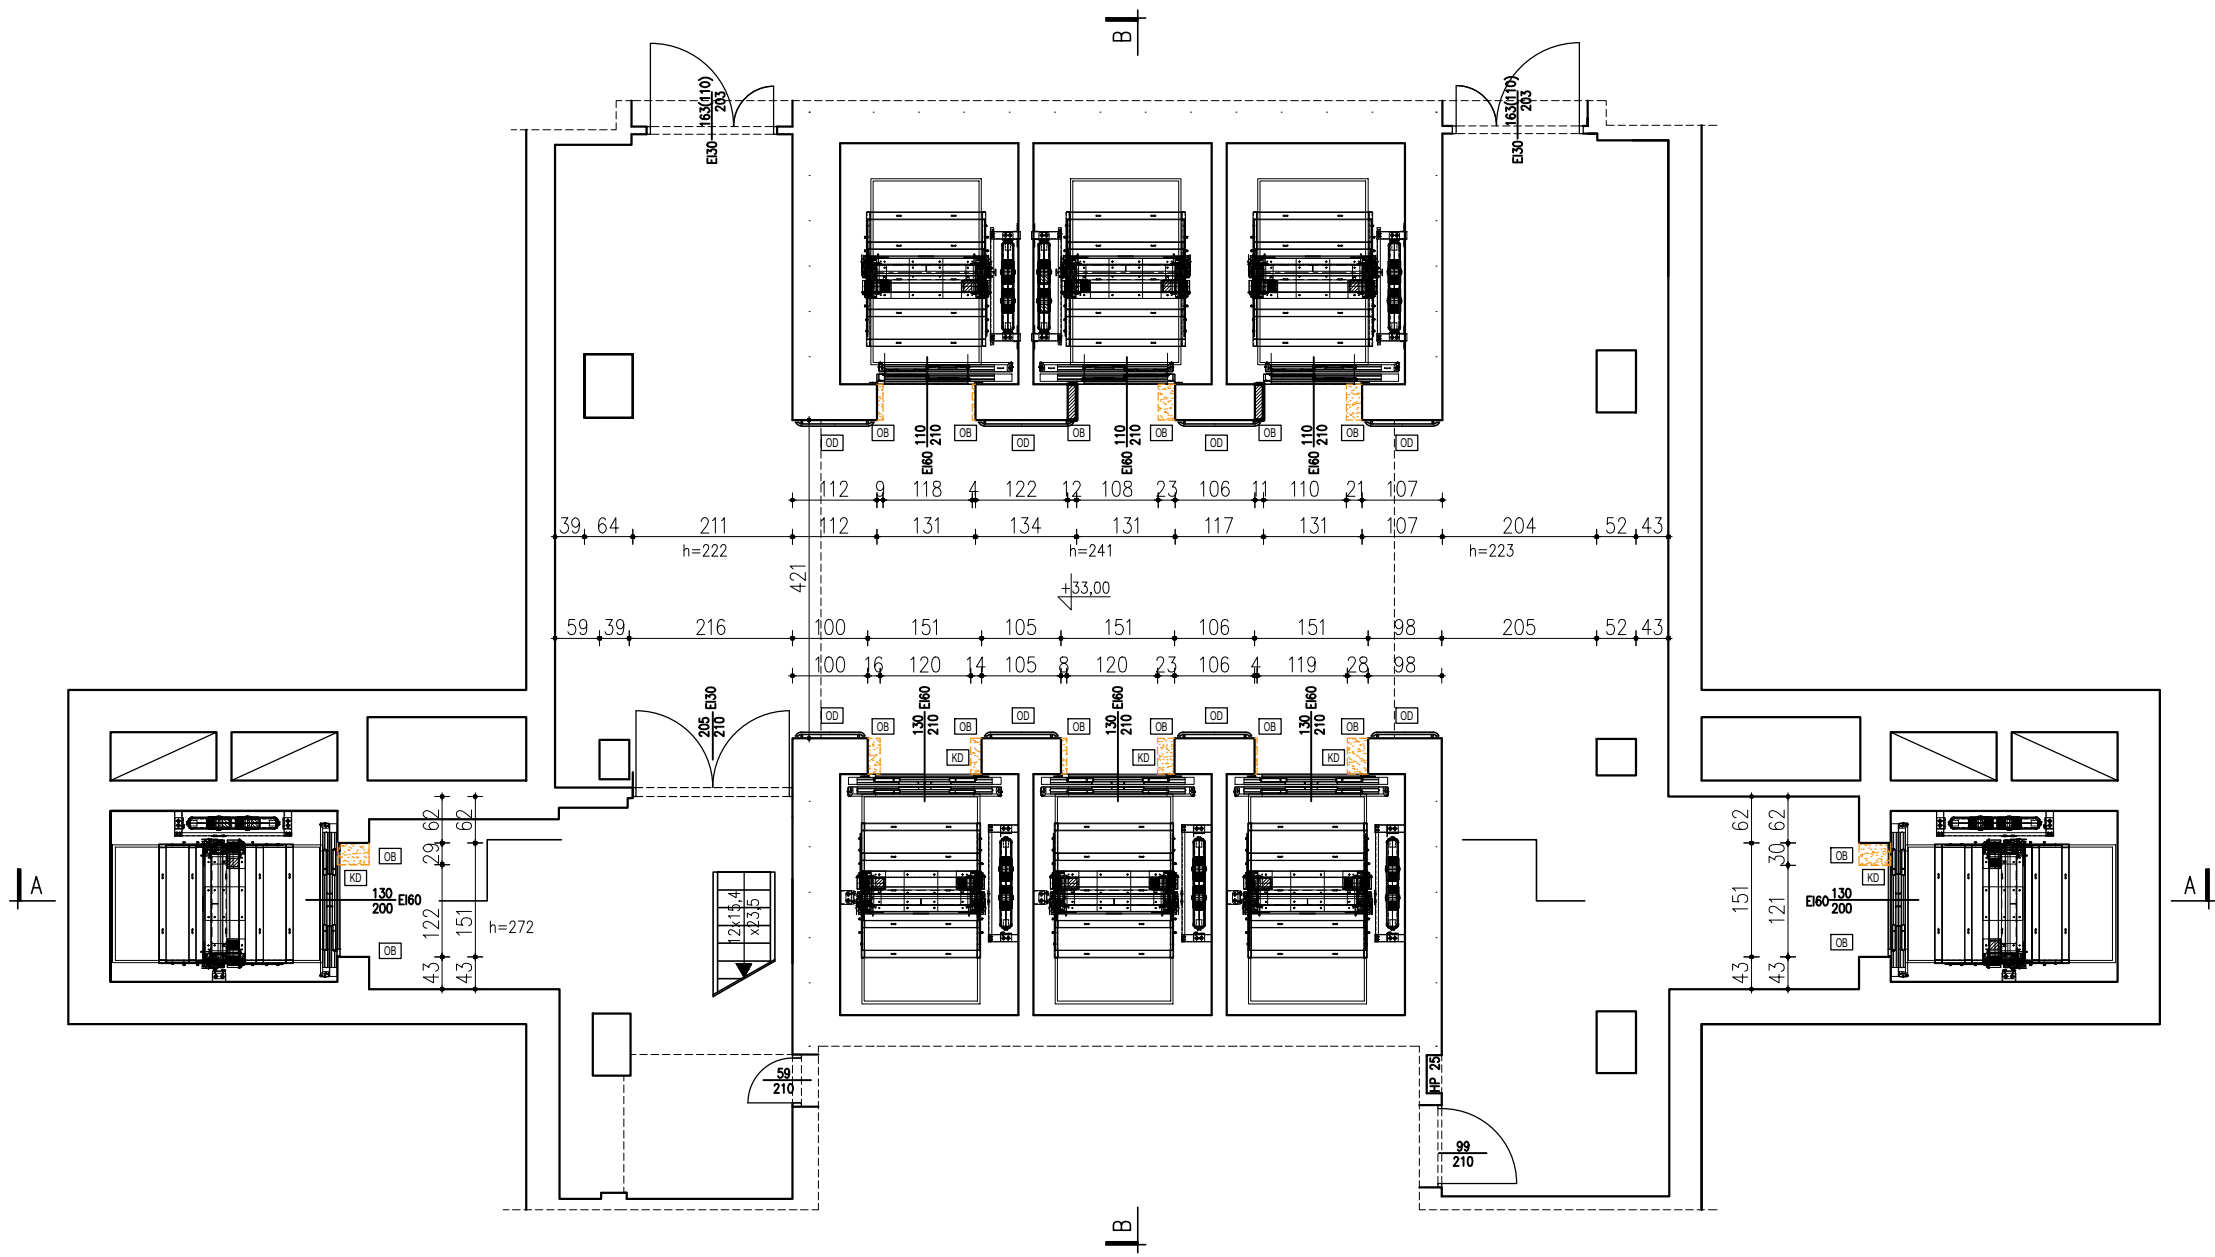 B
163(110)
203
EI30
163(110)
203
EI30
OD
OB
110
210
EI60
OB
OD
OB
110
210
EI60
OB
OD
OB
110
210
EI60
OB
OD
112 9 118 4 122 12 108 23 106 11 110 21 107
39 64 211 112 131 134 131 117 131 107 204 52 43
h=222 h=241 h=223
421
+33,00
59 39 216 100 151 105 151 106 151 98 205 52 43
100 16 120 14 105 8 120 23 106 4 119 28 98
205 EI30
210
OD
OB
130 EI60
210
OB
KD
OD
OB
130 EI60
210
OB
KD
OD
OB
130 EI60
210
OB
KD
OD
62 62
29
122 151
43 43
OB
KD
130
200
EI60
OB
h=272
A
12x15,4
x23,5
62 62
30
151 121
43 43
OB
KD
EI60
130
200
OB
A
59
210
HP 25
99
210
B